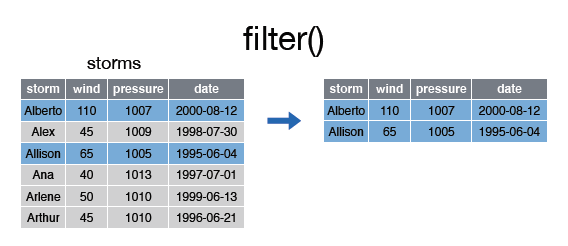 filter()
storms
storm wind pressure date
Alberto 110 1007 2000-08-12
Alex 45 1009 1998-07-30
Allison 65 1005 1995-06-04
Ana 40 1013 1997-07-01
Arlene 50 1010 1999-06-13
Arthur 45 1010 1996-06-21
storm wind pressure date
Alberto 110 1007 2000-08-12
Allison 65 1005 1995-06-04